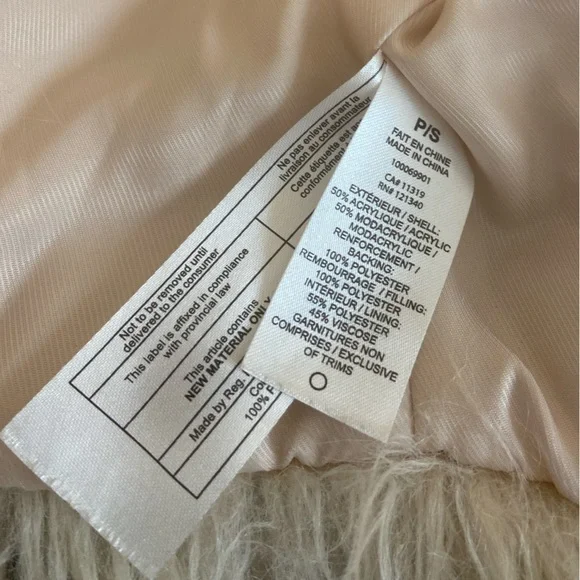 P/S
FAIT EN CHINE
MADE IN CHINA
100069901
CA# 11319
RN# 121340
EXTÉRIEUR / SHELL:
50% ACRYLIQUE / ACRYLIC
50% MODACRYLIQUE /
MODACRYLIC
RENFORCEMENT /
BACKING:
100% POLYESTER
REMBOURRAGE / FILLING:
100% POLYESTER
INTÉRIEUR / LINING:
55% POLYESTER
45% VISCOSE
GARNITURES NON
COMPRISES / EXCLUSIVE
OF TRIMS
Ne pas enlever avant la
livraison au consommateur
Cette étiquette est
conformément
Not to be removed until
delivered to the consumer
This label is affixed in compliance
with provincial law
This article contains
NEW MATERIAL ONLY
Made by Reg.
100%